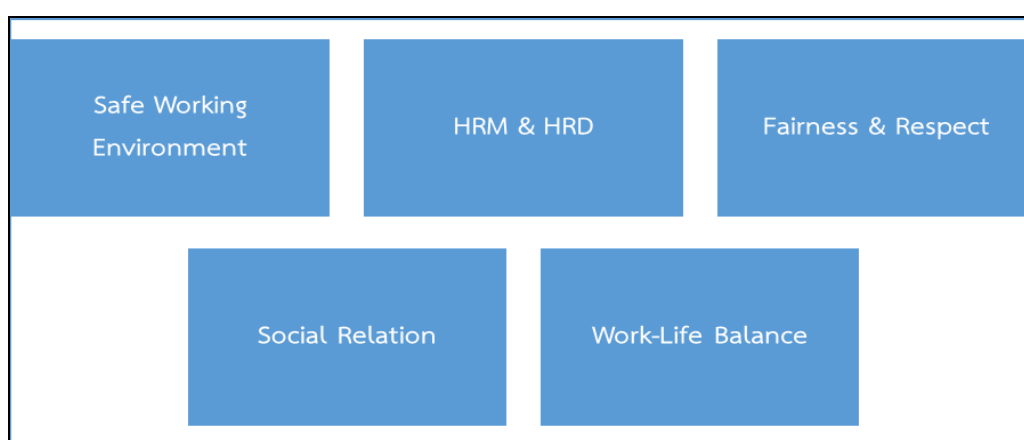 Safe Working
Environment
HRM & HRD
Fairness & Respect
Social Relation
Work-Life Balance